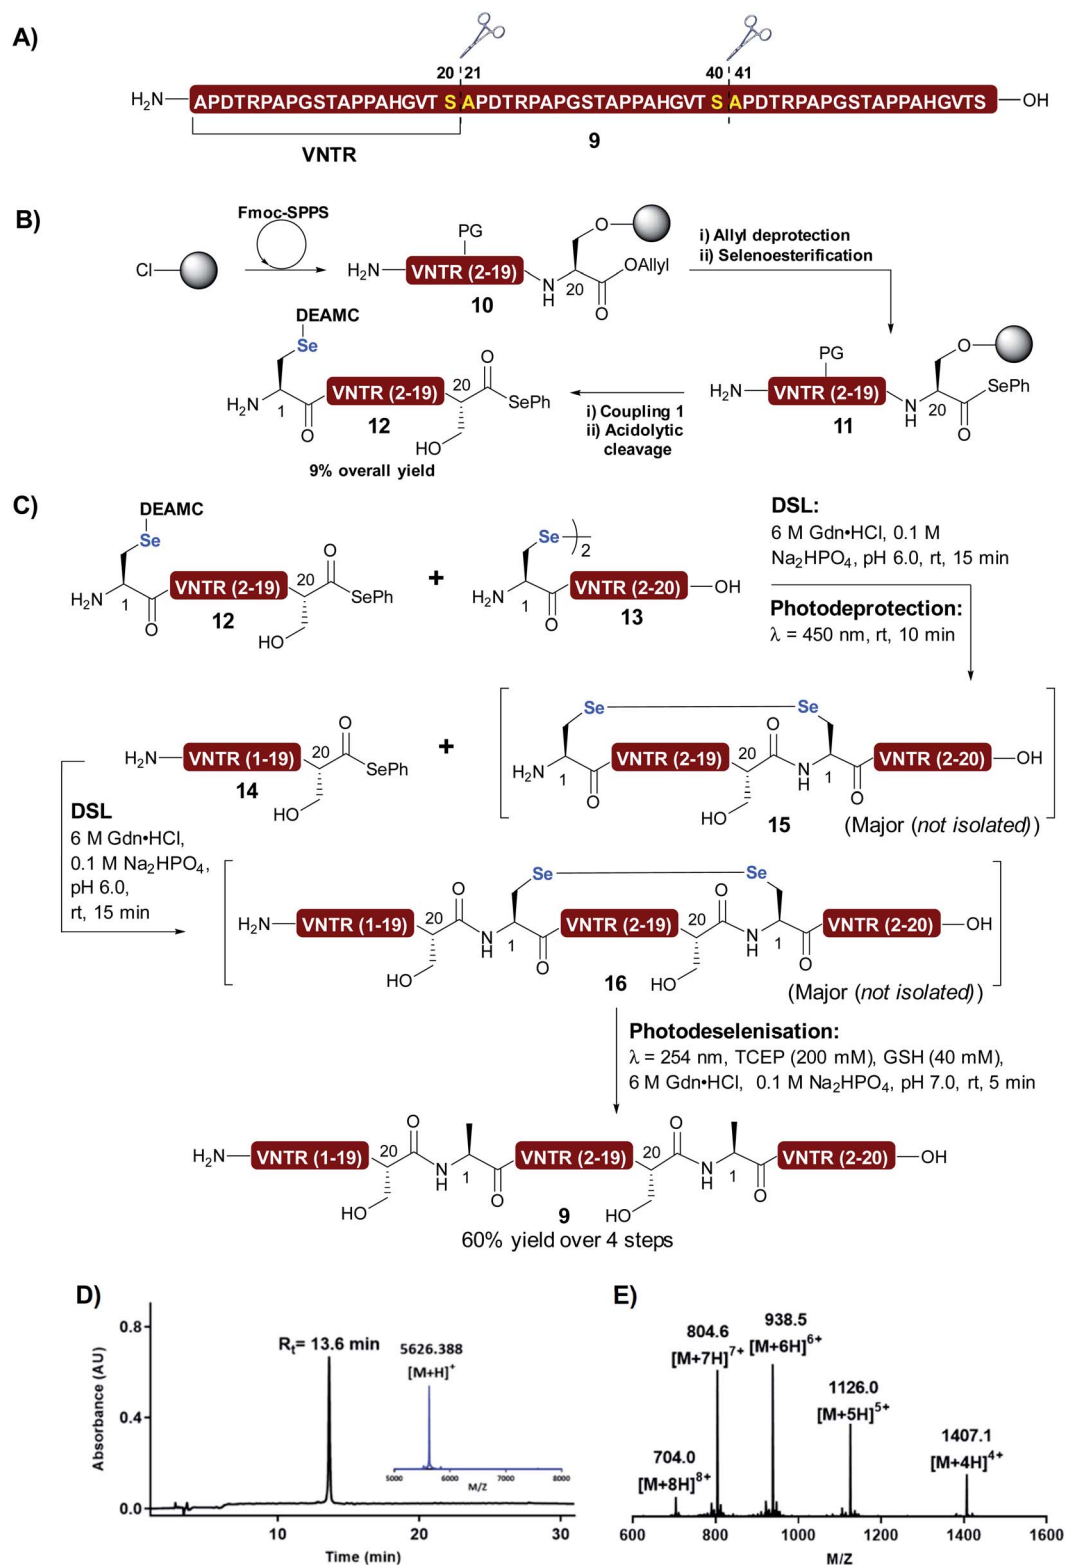 A)
20 21
40 41
H₂N APDTRPAPGSTAPPAHGVT S APDTRPAPGSTAPPAHGVT S APDTRPAPGSTAPPAHGVTS OH
VNTR
9
B)
Fmoc-SPPS
Cl
PG
H₂N VNTR (2-19) N H 20 O OAllyl O
10
i) Allyl deprotection
ii) Selenoesterification
PG
H₂N VNTR (2-19) N H 20 O SePh O
11
i) Coupling 1
ii) Acidolytic
cleavage
DEAMC
Se
H₂N 1 O VNTR (2-19) 20 O SePh HO
12
9% overall yield
C)
DEAMC
Se
H₂N 1 O VNTR (2-19) 20 O SePh HO
12
+
Se 2
H₂N 1 O VNTR (2-20) OH
13
DSL:
6 M Gdn•HCl, 0.1 M
Na₂HPO₄, pH 6.0, rt, 15 min
Photodeprotection:
λ = 450 nm, rt, 10 min
H₂N VNTR (1-19) 20 O SePh HO
14
+
Se Se
H₂N 1 O VNTR (2-19) 20 O N H 1 O VNTR (2-20) OH HO
15
(Major (not isolated))
DSL
6 M Gdn•HCl,
0.1 M Na₂HPO₄,
pH 6.0,
rt, 15 min
Se Se
H₂N VNTR (1-19) 20 O N H 1 O VNTR (2-19) 20 O N H 1 O VNTR (2-20) OH
HO 16 HO
(Major (not isolated))
Photodeselenisation:
λ = 254 nm, TCEP (200 mM), GSH (40 mM),
6 M Gdn•HCl, 0.1 M Na₂HPO₄, pH 7.0, rt, 5 min
H₂N VNTR (1-19) 20 O N H 1 O VNTR (2-19) 20 O N H 1 O VNTR (2-20) OH
HO 9 HO
60% yield over 4 steps
D)
Absorbance (AU)
0.8
0.4
0.0
Rₜ= 13.6 min
5626.388
[M+H]⁺
5000 6000 7000 8000
M/Z
10 20 30
Time (min)
E)
704.0
[M+8H]⁸⁺
804.6
[M+7H]⁷⁺
938.5
[M+6H]⁶⁺
1126.0
[M+5H]⁵⁺
1407.1
[M+4H]⁴⁺
600 800 1000 1200 1400 1600
M/Z